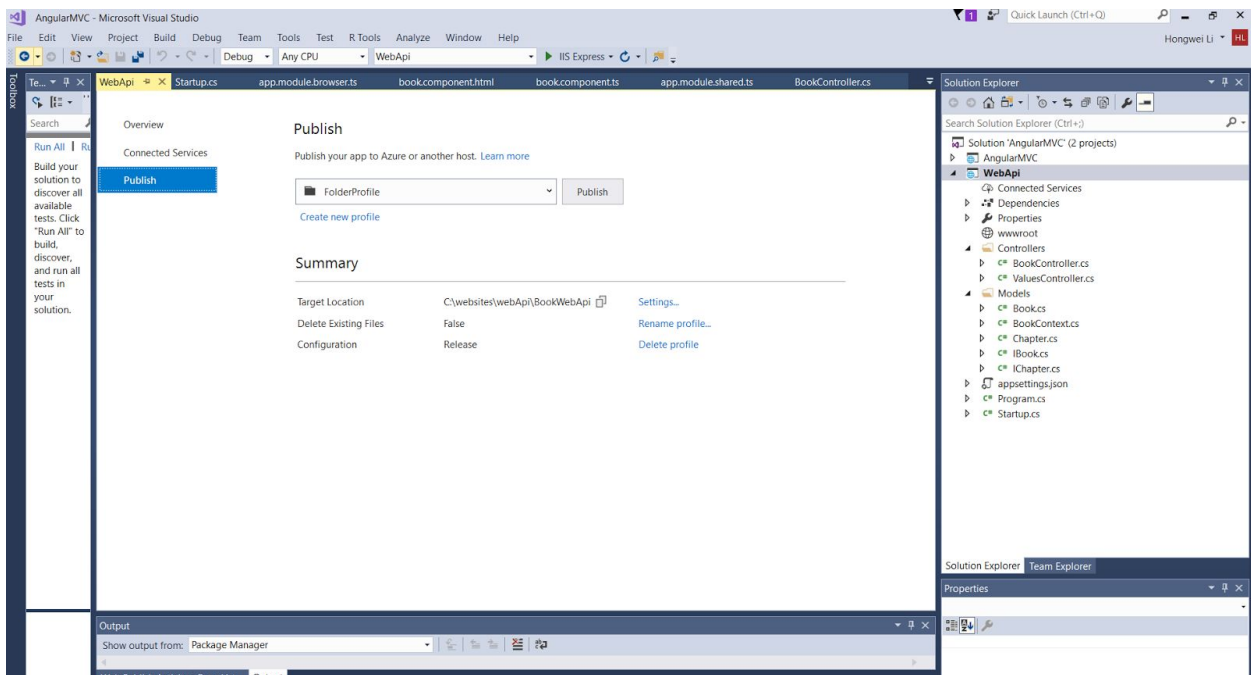 AngularMVC - Microsoft Visual Studio
1
Quick Launch (Ctrl+Q)
File Edit View Project Build Debug Team Tools Test R Tools Analyze Window Help
Hongwei Li HL
Debug Any CPU WebApi IIS Express
Toolbox
Te...
WebApi Startup.cs app.module.browser.ts book.component.html book.component.ts app.module.shared.ts BookController.cs
Search
Run All
Build your
solution to
discover all
available
tests. Click
"Run All" to
build,
discover,
and run all
tests in
your
solution.
Overview
Connected Services
Publish
Publish
Publish your app to Azure or another host. Learn more
FolderProfile Publish
Create new profile
Summary
Target Location C:\websites\webApi\BookWebApi Settings...
Delete Existing Files False Rename profile...
Configuration Release Delete profile
Output
Show output from: Package Manager
Solution Explorer
Search Solution Explorer (Ctrl+;)
Solution 'AngularMVC' (2 projects)
AngularMVC
WebApi
Connected Services
Dependencies
Properties
wwwroot
Controllers
C# BookController.cs
C# ValuesController.cs
Models
C# Book.cs
C# BookContext.cs
C# Chapter.cs
C# IBook.cs
C# IChapter.cs
appsettings.json
C# Program.cs
C# Startup.cs
Solution Explorer Team Explorer
Properties